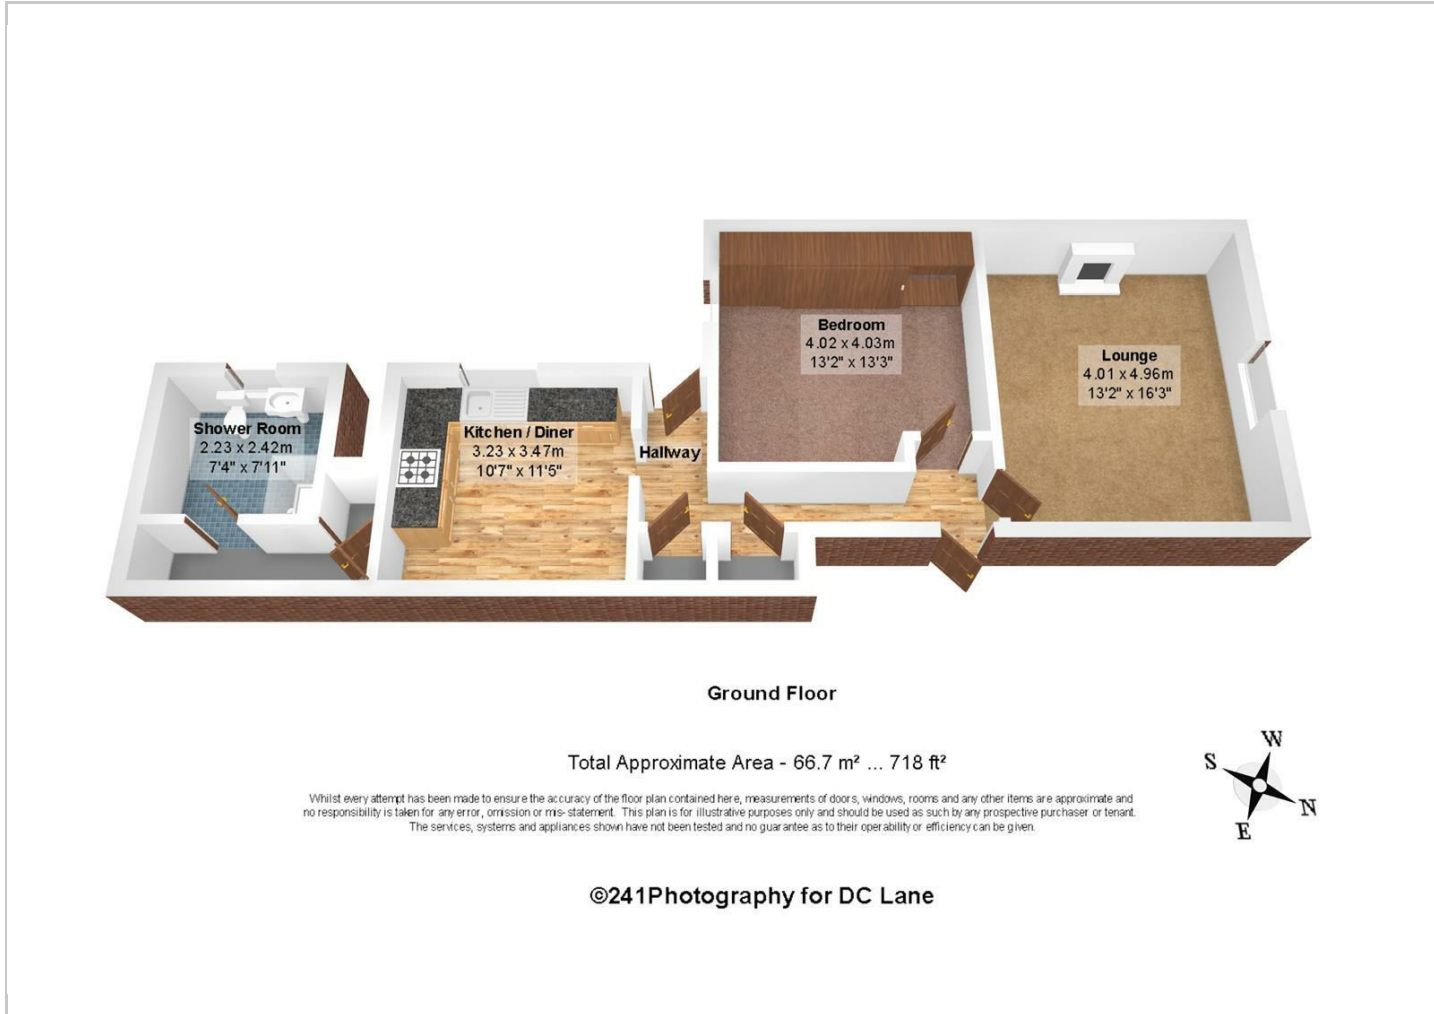 Bedroom
4.02 x 4.03m
13'2" x 13'3"
Lounge
4.01 x 4.96m
13'2" x 16'3"
Shower Room
2.23 x 2.42m
7'4" x 7'11"
Kitchen / Diner
3.23 x 3.47m
10'7" x 11'5"
Hallway
Ground Floor
Total Approximate Area - 66.7 m² ... 718 ft²
W
S
N
E
Whilst every attempt has been made to ensure the accuracy of the floor plan contained here, measurements of doors, windows, rooms and any other items are approximate and
no responsibility is taken for any error, omission or mis- statement. This plan is for illustrative purposes only and should be used as such by any prospective purchaser or tenant.
The services, systems and appliances shown have not been tested and no guarantee as to their operability or efficiency can be given.
©241Photography for DC Lane